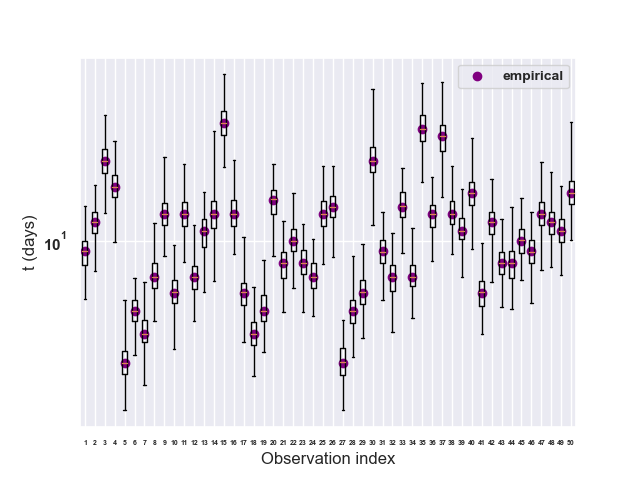 empirical
t (days)
10¹
1 2 3 4 5 6 7 8 9 10 11 12 13 14 15 16 17 18 19 20 21 22 23 24 25 26 27 28 29 30 31 32 33 34 35 36 37 38 39 40 41 42 43 44 45 46 47 48 49 50
Observation index